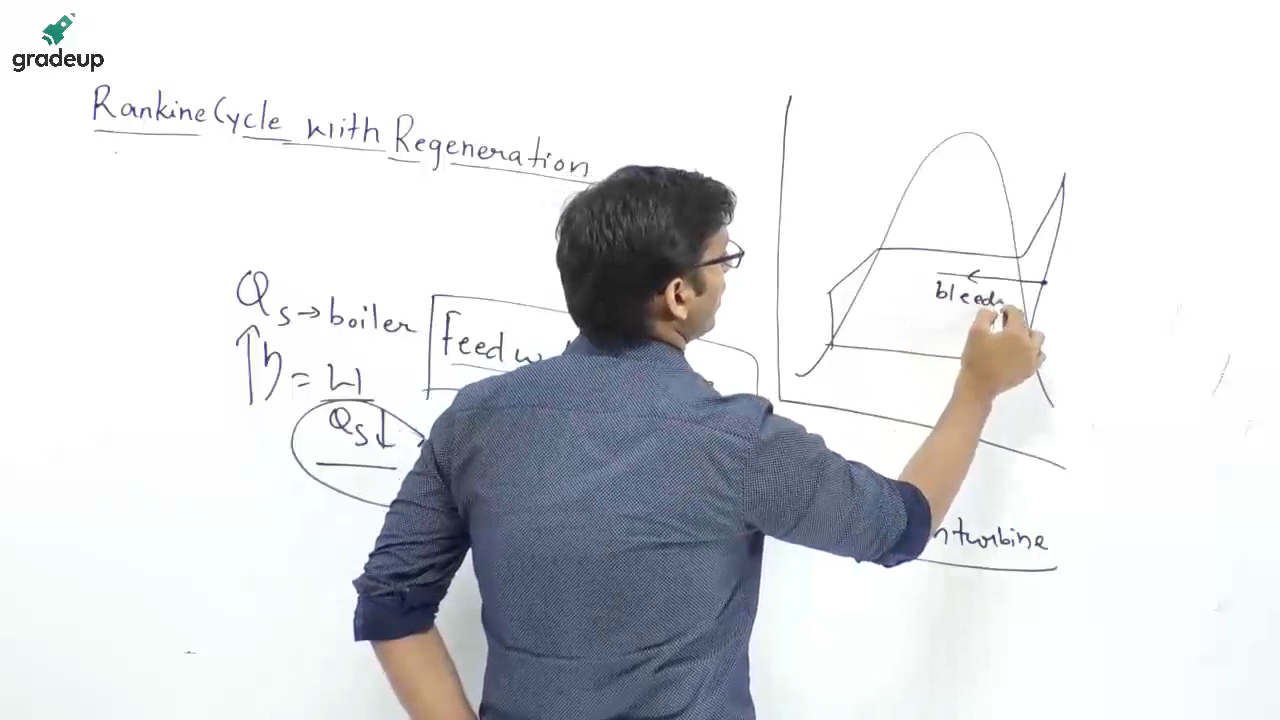 gradeup
Rankine Cycle with Regeneration
Qs → boiler
Feed w
↑ η = W
Qs ↓
bleed
turbine